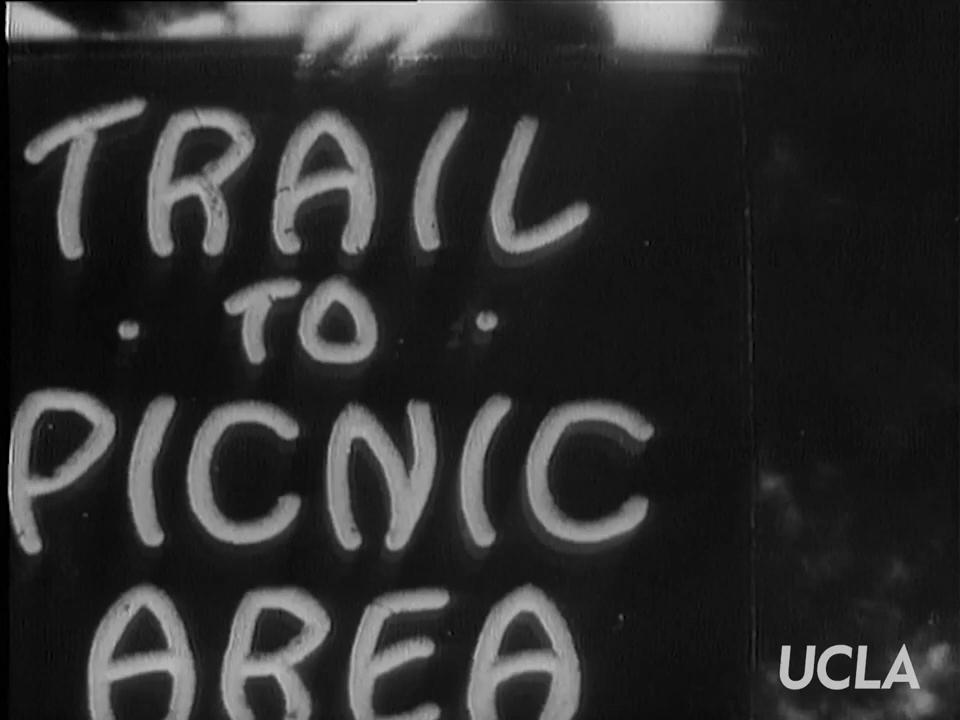 TRAIL
· TO ·
PICNIC
AREA
UCLA